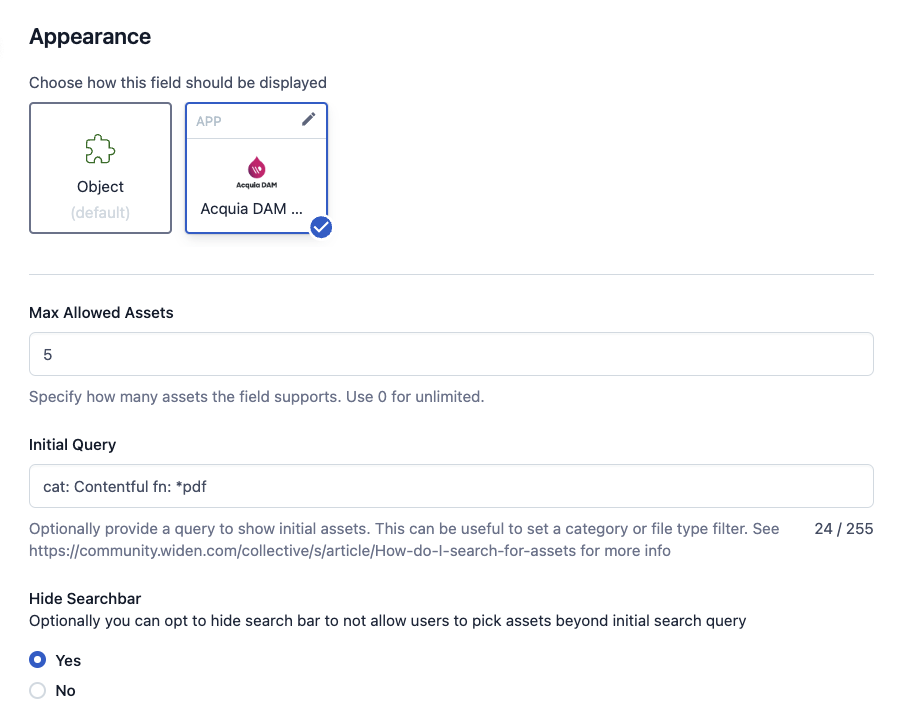 Appearance
Choose how this field should be displayed
Object
(default)
APP
Acquia DAM
Acquia DAM ...
Max Allowed Assets
5
Specify how many assets the field supports. Use 0 for unlimited.
Initial Query
cat: Contentful fn: *pdf
Optionally provide a query to show initial assets. This can be useful to set a category or file type filter. See
https://community.widen.com/collective/s/article/How-do-I-search-for-assets for more info
24 / 255
Hide Searchbar
Optionally you can opt to hide search bar to not allow users to pick assets beyond initial search query
Yes
No